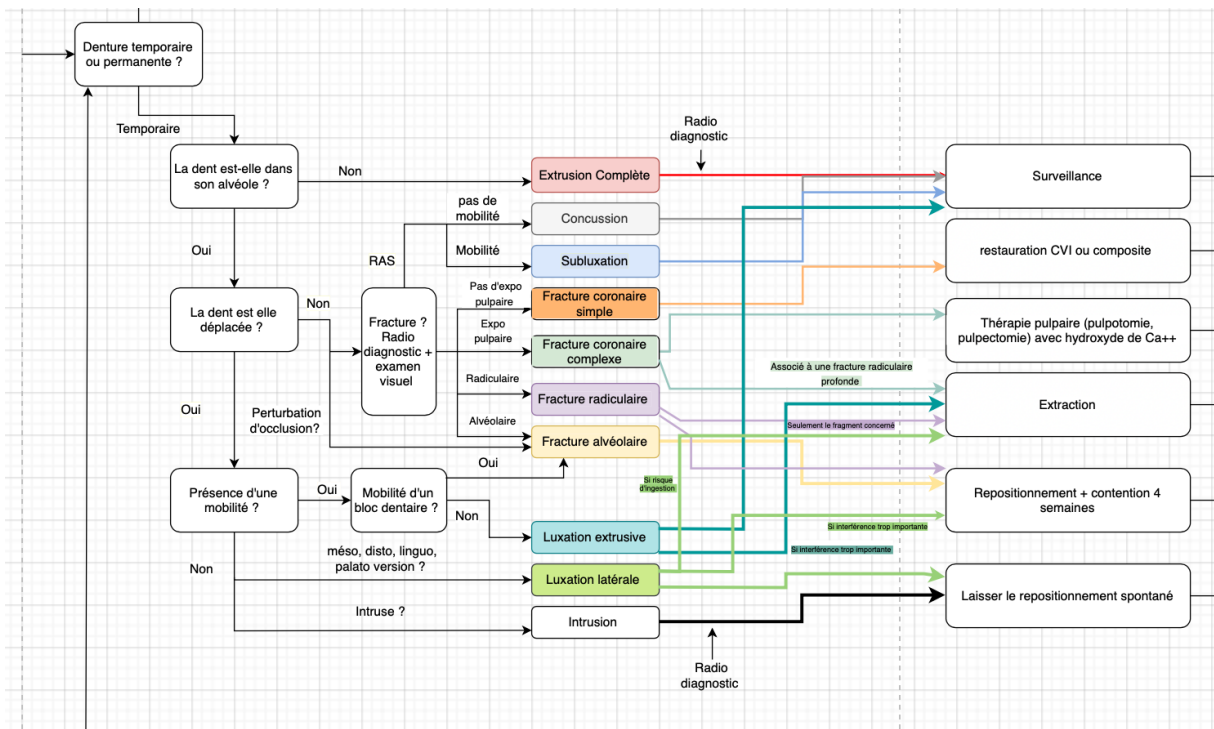 Denture temporaire
ou permanente ?
Temporaire
La dent est-elle dans
son alvéole ?
Non
Oui
La dent est elle
déplacée ?
Non
Oui
Perturbation
d'occlusion?
Présence d'une
mobilité ?
Oui
Mobilité d'un
bloc dentaire ?
Oui
Non
Non
méso, disto, linguo,
palato version ?
Intruse ?
RAS
pas de
mobilité
Mobilité
Fracture ?
Radio
diagnostic +
examen
visuel
Pas d'expo
pulpaire
Expo
pulpaire
Radiculaire
Alvéolaire
Extrusion Complète
Concussion
Subluxation
Fracture coronaire
simple
Fracture coronaire
complexe
Fracture radiculaire
Fracture alvéolaire
Luxation extrusive
Luxation latérale
Intrusion
Radio
diagnostic
Associé à une fracture radiculaire
profonde
Seulement le fragment concerné
Si risque
d'ingestion
Si interférence trop importante
Si interférence trop importante
Radio
diagnostic
Surveillance
restauration CVI ou composite
Thérapie pulpaire (pulpotomie,
pulpectomie) avec hydroxyde de Ca++
Extraction
Repositionnement + contention 4
semaines
Laisser le repositionnement spontané